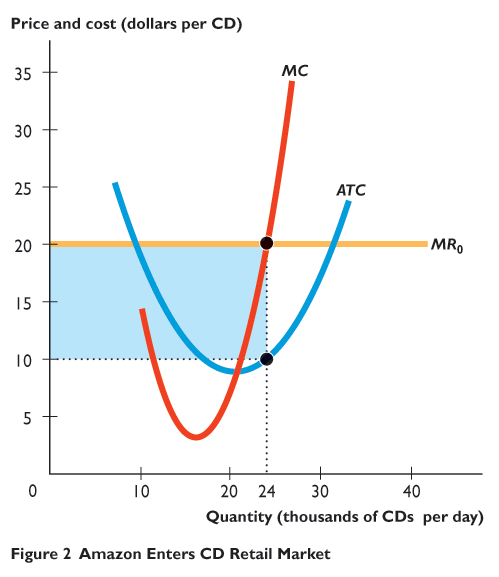 Price and cost (dollars per CD)
MC
35
30
ATC
25
20
MR₀
15
10
5
0 10 20 24 30 40
Quantity (thousands of CDs per day)
Figure 2 Amazon Enters CD Retail Market